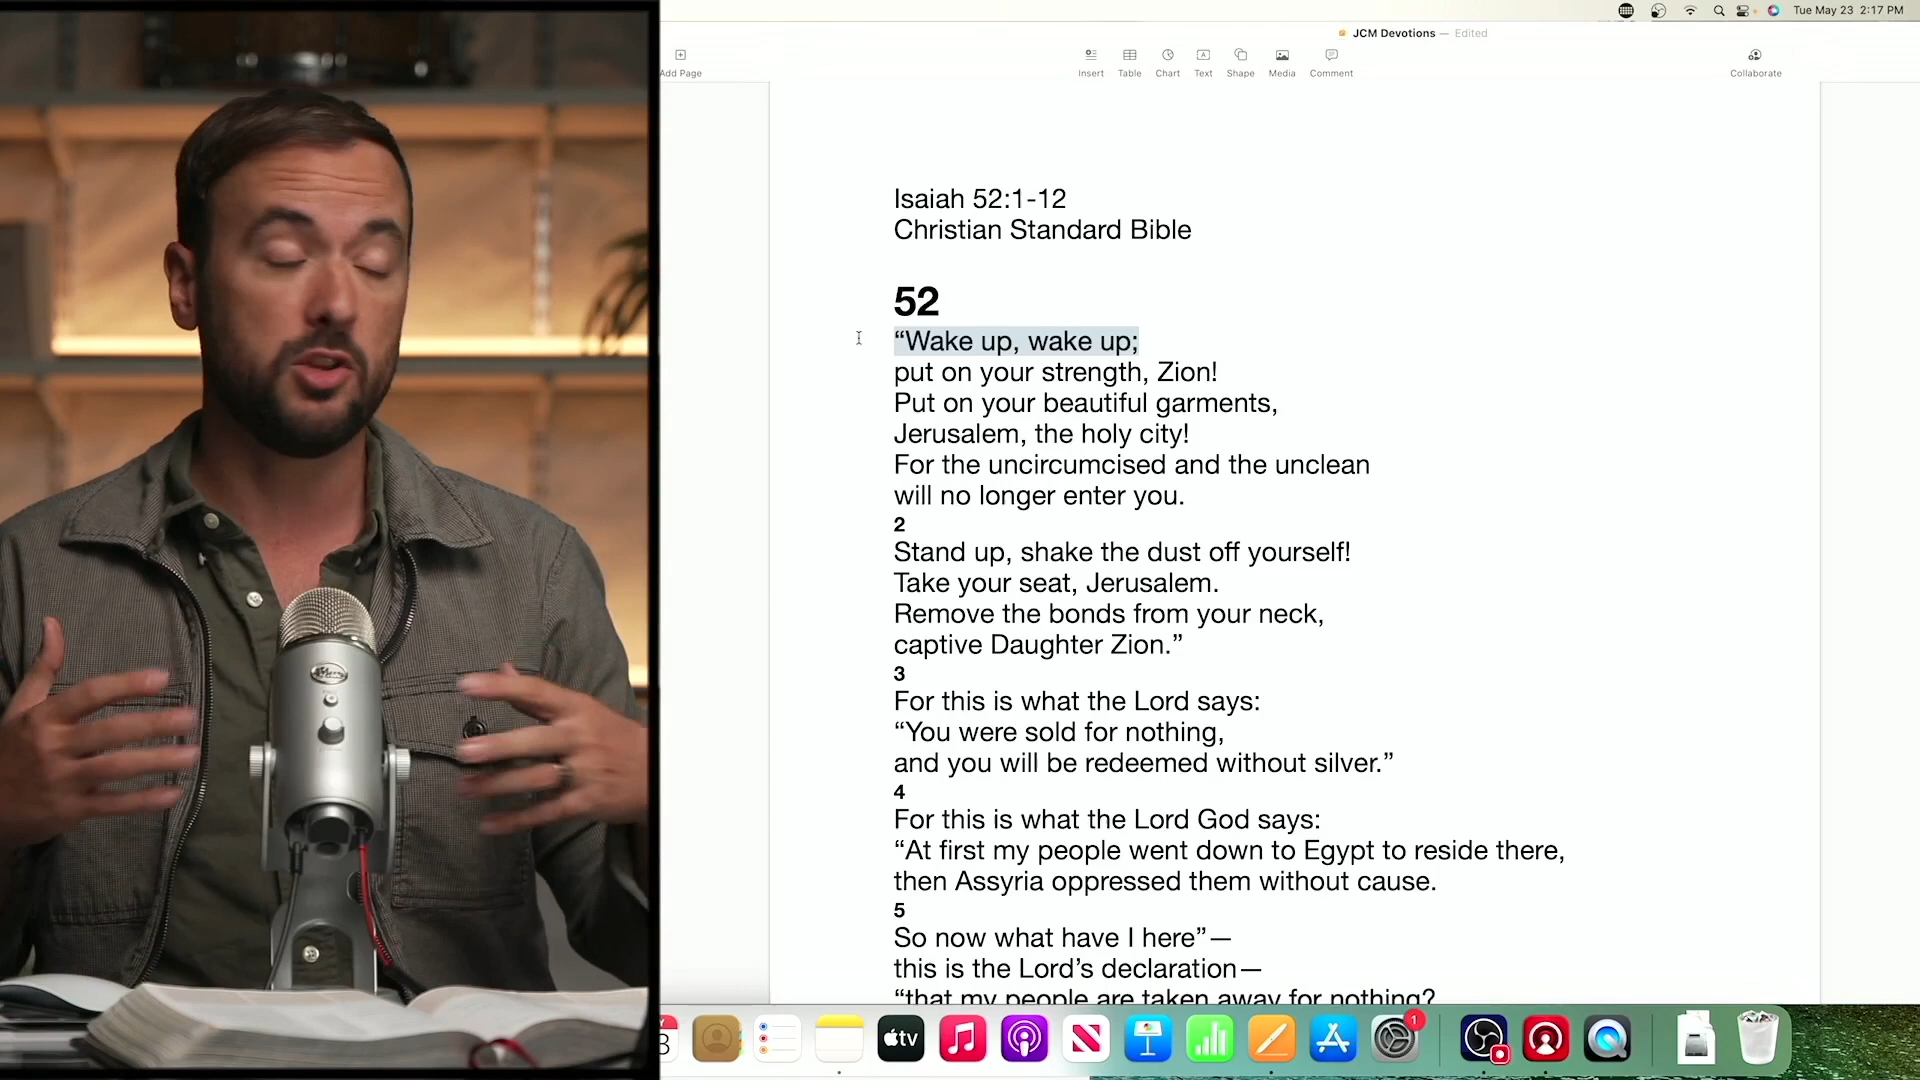 Tue May 23 2:17 PM
JCM Devotions — Edited
Add Page
Insert
Table
Chart
Text
Shape
Media
Comment
Collaborate
Isaiah 52:1-12
Christian Standard Bible
52
“Wake up, wake up;
put on your strength, Zion!
Put on your beautiful garments,
Jerusalem, the holy city!
For the uncircumcised and the unclean
will no longer enter you.
2
Stand up, shake the dust off yourself!
Take your seat, Jerusalem.
Remove the bonds from your neck,
captive Daughter Zion.”
3
For this is what the Lord says:
“You were sold for nothing,
and you will be redeemed without silver.”
4
For this is what the Lord God says:
“At first my people went down to Egypt to reside there,
then Assyria oppressed them without cause.
5
So now what have I here”—
this is the Lord’s declaration—
“that my people are taken away for nothing?
tv
1